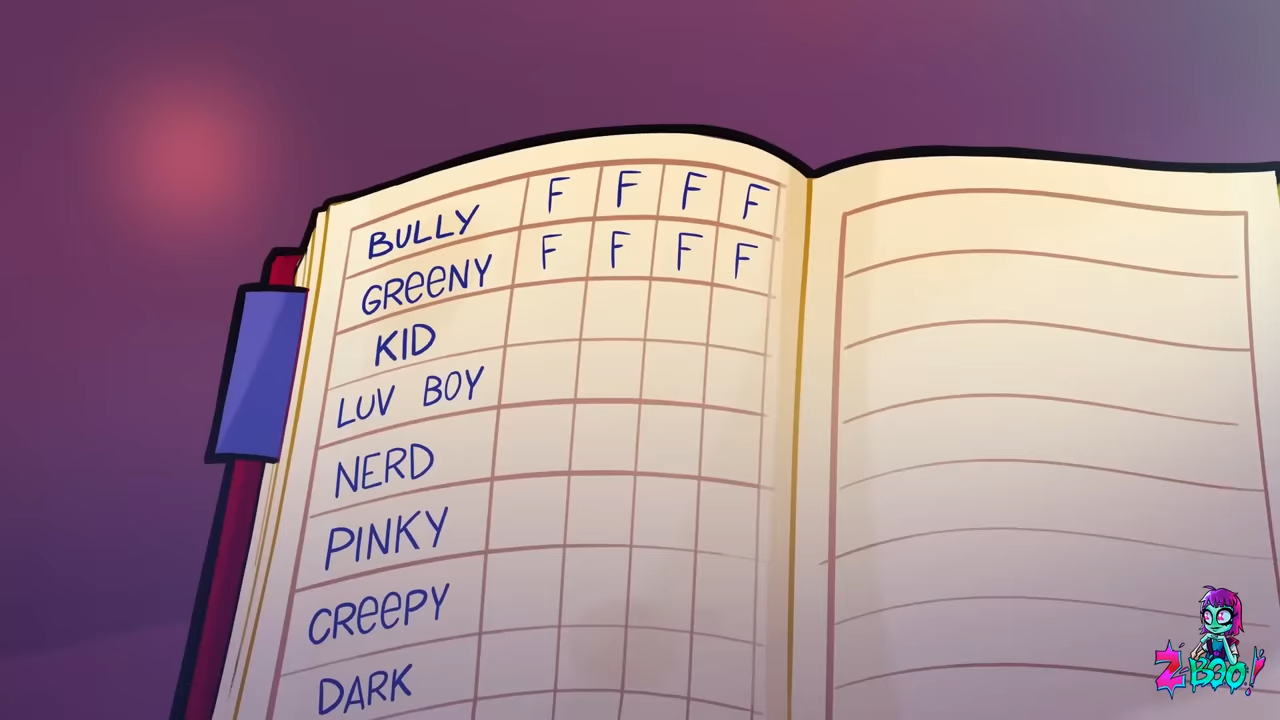 BULLY F F F F
GREENY F F F F
KID
LUV BOY
NERD
PINKY
CREEPY
DARK
Z BOO!